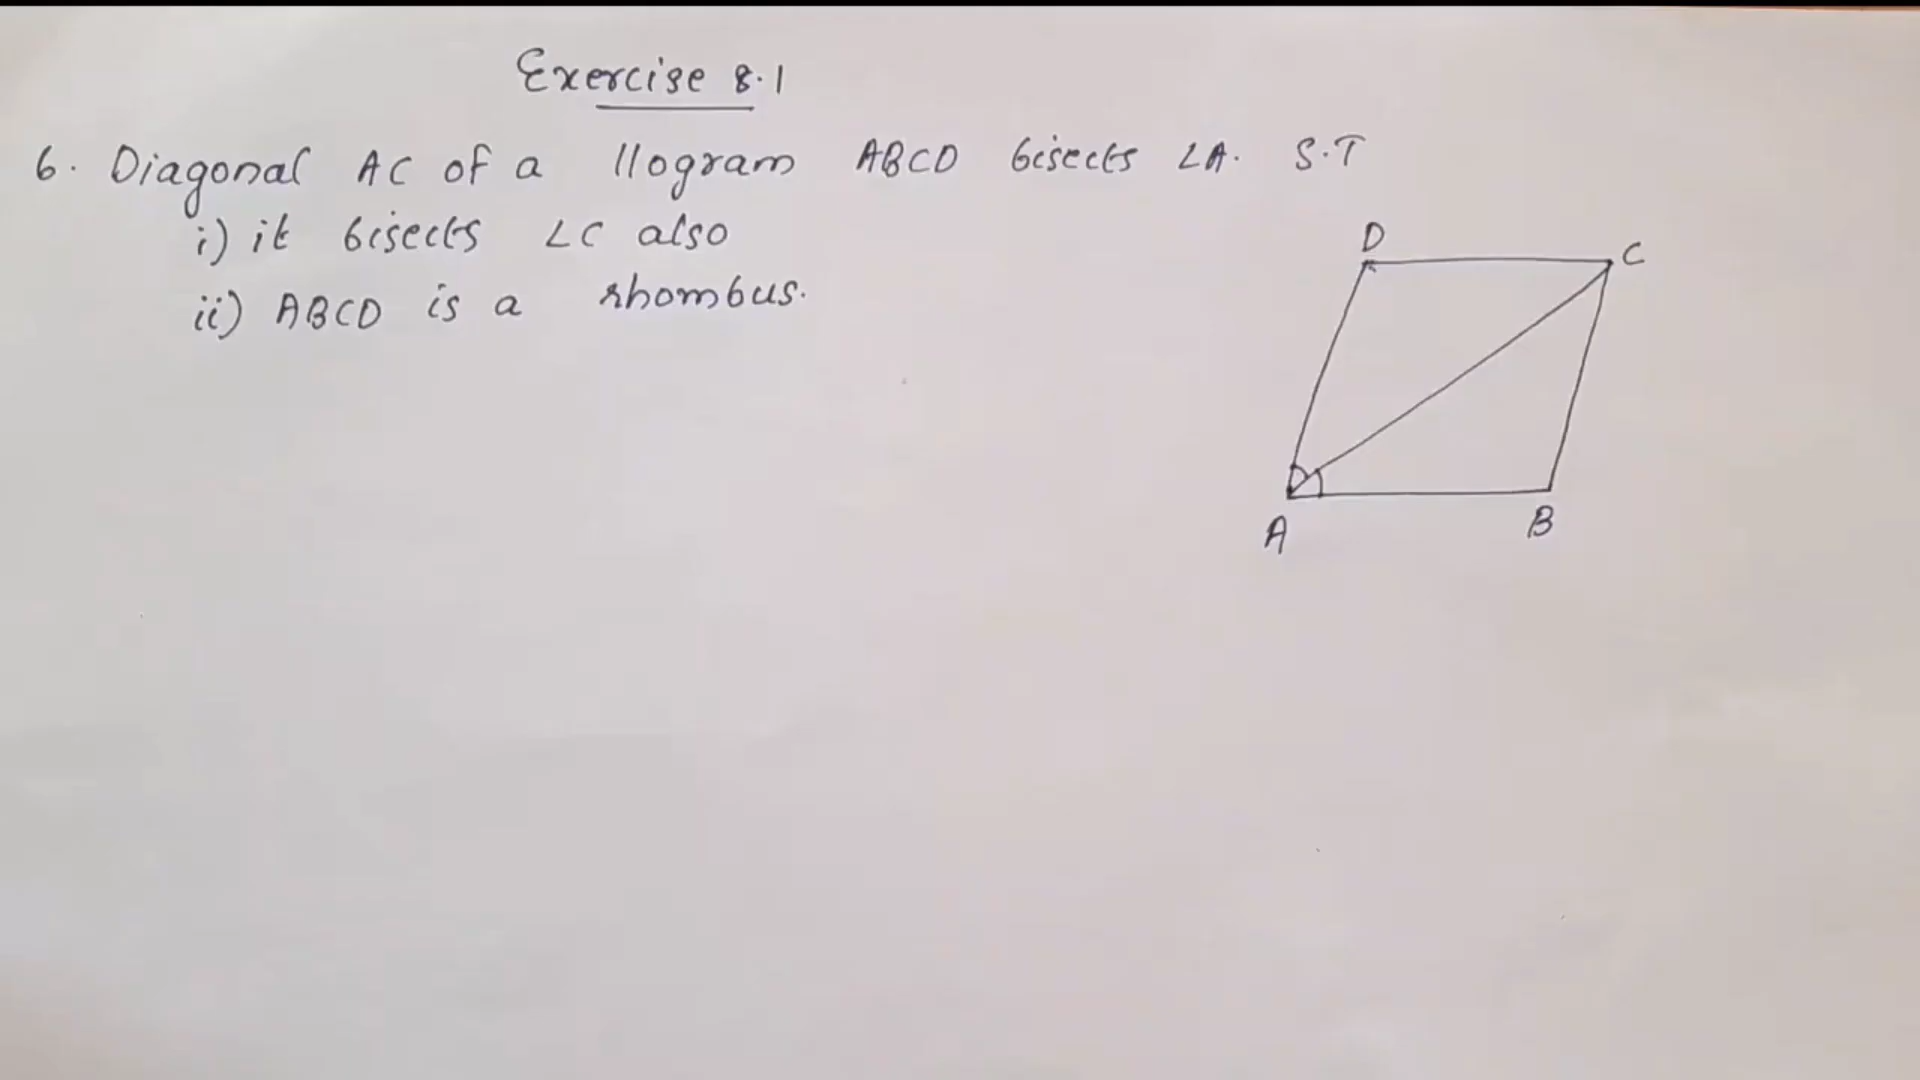 Exercise 8.1
6. Diagonal AC of a llogram ABCD bisects ∠A. S.T
i) it bisects ∠C also
ii) ABCD is a rhombus.
D
C
A
B